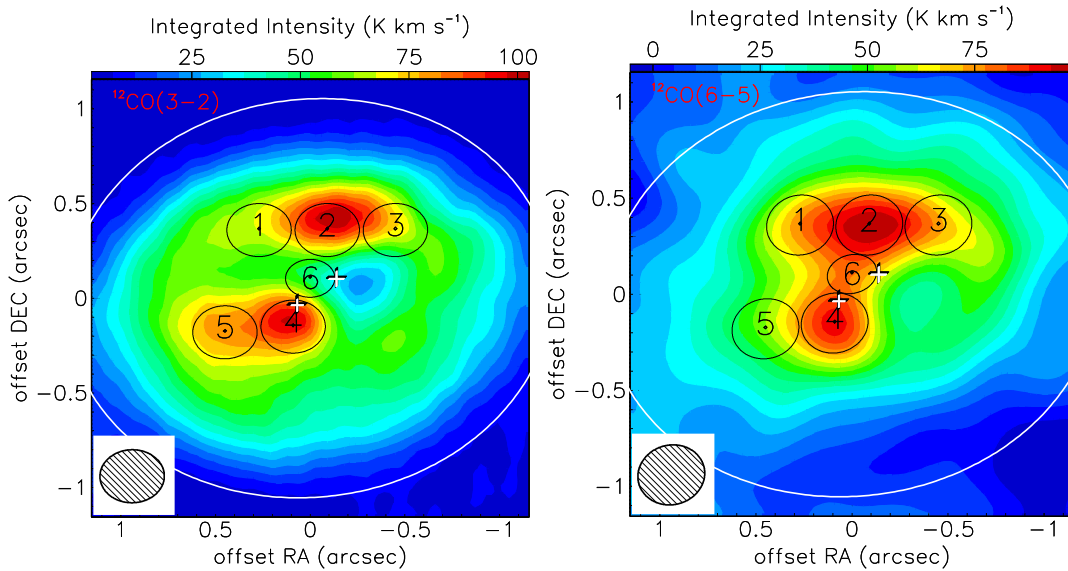 Integrated Intensity (K km s⁻¹)
25 50 75 100
¹²CO(3−2)
1
0.5
0
−0.5
−1
offset DEC (arcsec)
1 2 3
6
5 4
1 0.5 0 −0.5 −1
offset RA (arcsec)
Integrated Intensity (K km s⁻¹)
0 25 50 75
¹²CO(6−5)
1
0.5
0
−0.5
−1
offset DEC (arcsec)
1 2 3
6
5 4
1 0.5 0 −0.5 −1
offset RA (arcsec)